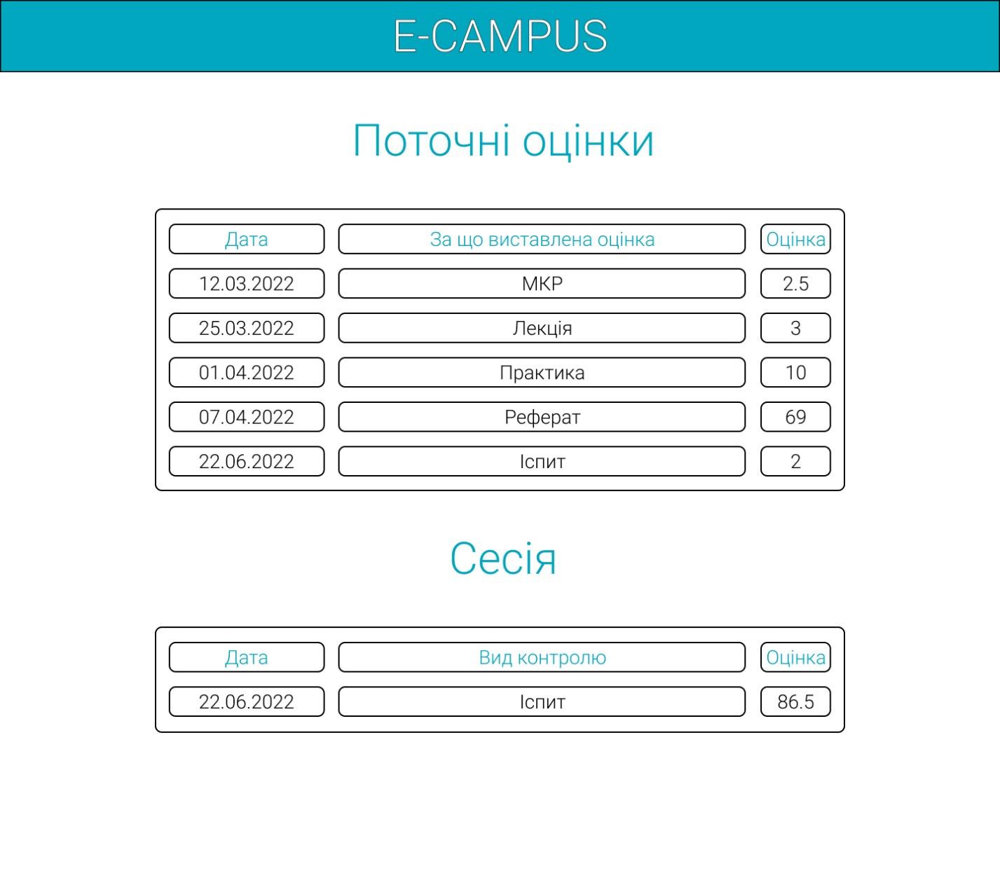 E-CAMPUS
Поточні оцінки
Дата За що виставлена оцінка Оцінка
12.03.2022 МКР 2.5
25.03.2022 Лекція 3
01.04.2022 Практика 10
07.04.2022 Реферат 69
22.06.2022 Іспит 2
Сесія
Дата Вид контролю Оцінка
22.06.2022 Іспит 86.5